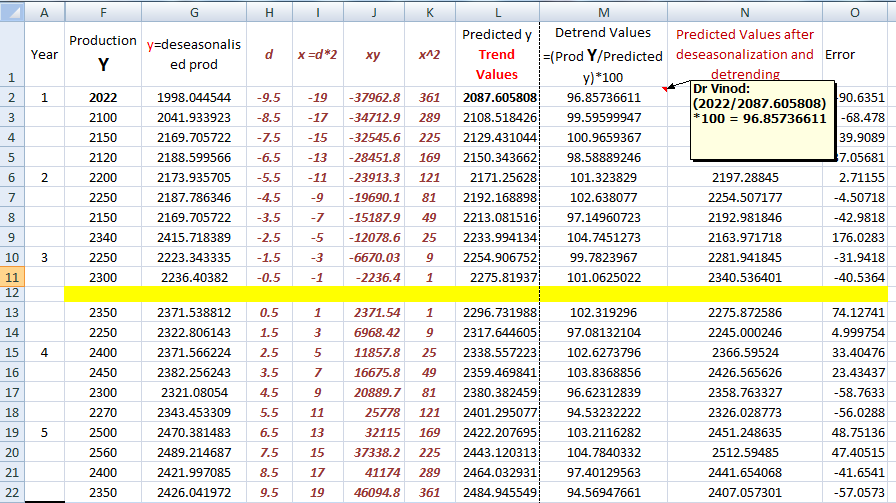 A F G H I J K L M N O
1 Year Production Y y=deseasonalis ed prod d x =d*2 xy x^2 Predicted y Trend Values Detrend Values =(Prod Y/Predicted y)*100 Predicted Values after deseasonalization and detrending Error
Dr Vinod:
(2022/2087.605808)
*100 = 96.85736611
2 1 2022 1998.044544 -9.5 -19 -37962.8 361 2087.605808 96.85736611 -90.6351
3 2100 2041.933923 -8.5 -17 -34712.9 289 2108.518426 99.59599947 -68.478
4 2150 2169.705722 -7.5 -15 -32545.6 225 2129.431044 100.9659367 39.9089
5 2120 2188.599566 -6.5 -13 -28451.8 169 2150.343662 98.58889246 37.05681
6 2 2200 2173.935705 -5.5 -11 -23913.3 121 2171.25628 101.323829 2197.28845 2.71155
7 2250 2187.786346 -4.5 -9 -19690.1 81 2192.168898 102.638077 2254.507177 -4.50718
8 2150 2169.705722 -3.5 -7 -15187.9 49 2213.081516 97.14960723 2192.981846 -42.9818
9 2340 2415.718389 -2.5 -5 -12078.6 25 2233.994134 104.7451273 2163.971718 176.0283
10 3 2250 2223.343335 -1.5 -3 -6670.03 9 2254.906752 99.7823967 2281.941845 -31.9418
11 2300 2236.40382 -0.5 -1 -2236.4 1 2275.81937 101.0625022 2340.536401 -40.5364
12
13 2350 2371.538812 0.5 1 2371.54 1 2296.731988 102.319296 2275.872586 74.12741
14 2250 2322.806143 1.5 3 6968.42 9 2317.644605 97.08132104 2245.000246 4.999754
15 4 2400 2371.566224 2.5 5 11857.8 25 2338.557223 102.6273796 2366.59524 33.40476
16 2450 2382.256243 3.5 7 16675.8 49 2359.469841 103.8368856 2426.565626 23.43437
17 2300 2321.08054 4.5 9 20889.7 81 2380.382459 96.62312839 2358.763327 -58.7633
18 2270 2343.453309 5.5 11 25778 121 2401.295077 94.53232222 2326.028773 -56.0288
19 5 2500 2470.381483 6.5 13 32115 169 2422.207695 103.2116282 2451.248635 48.75136
20 2560 2489.214687 7.5 15 37338.2 225 2443.120313 104.7840332 2512.59485 47.40515
21 2400 2421.997085 8.5 17 41174 289 2464.032931 97.40129563 2441.654068 -41.6541
22 2350 2426.041972 9.5 19 46094.8 361 2484.945549 94.56947661 2407.057301 -57.0573